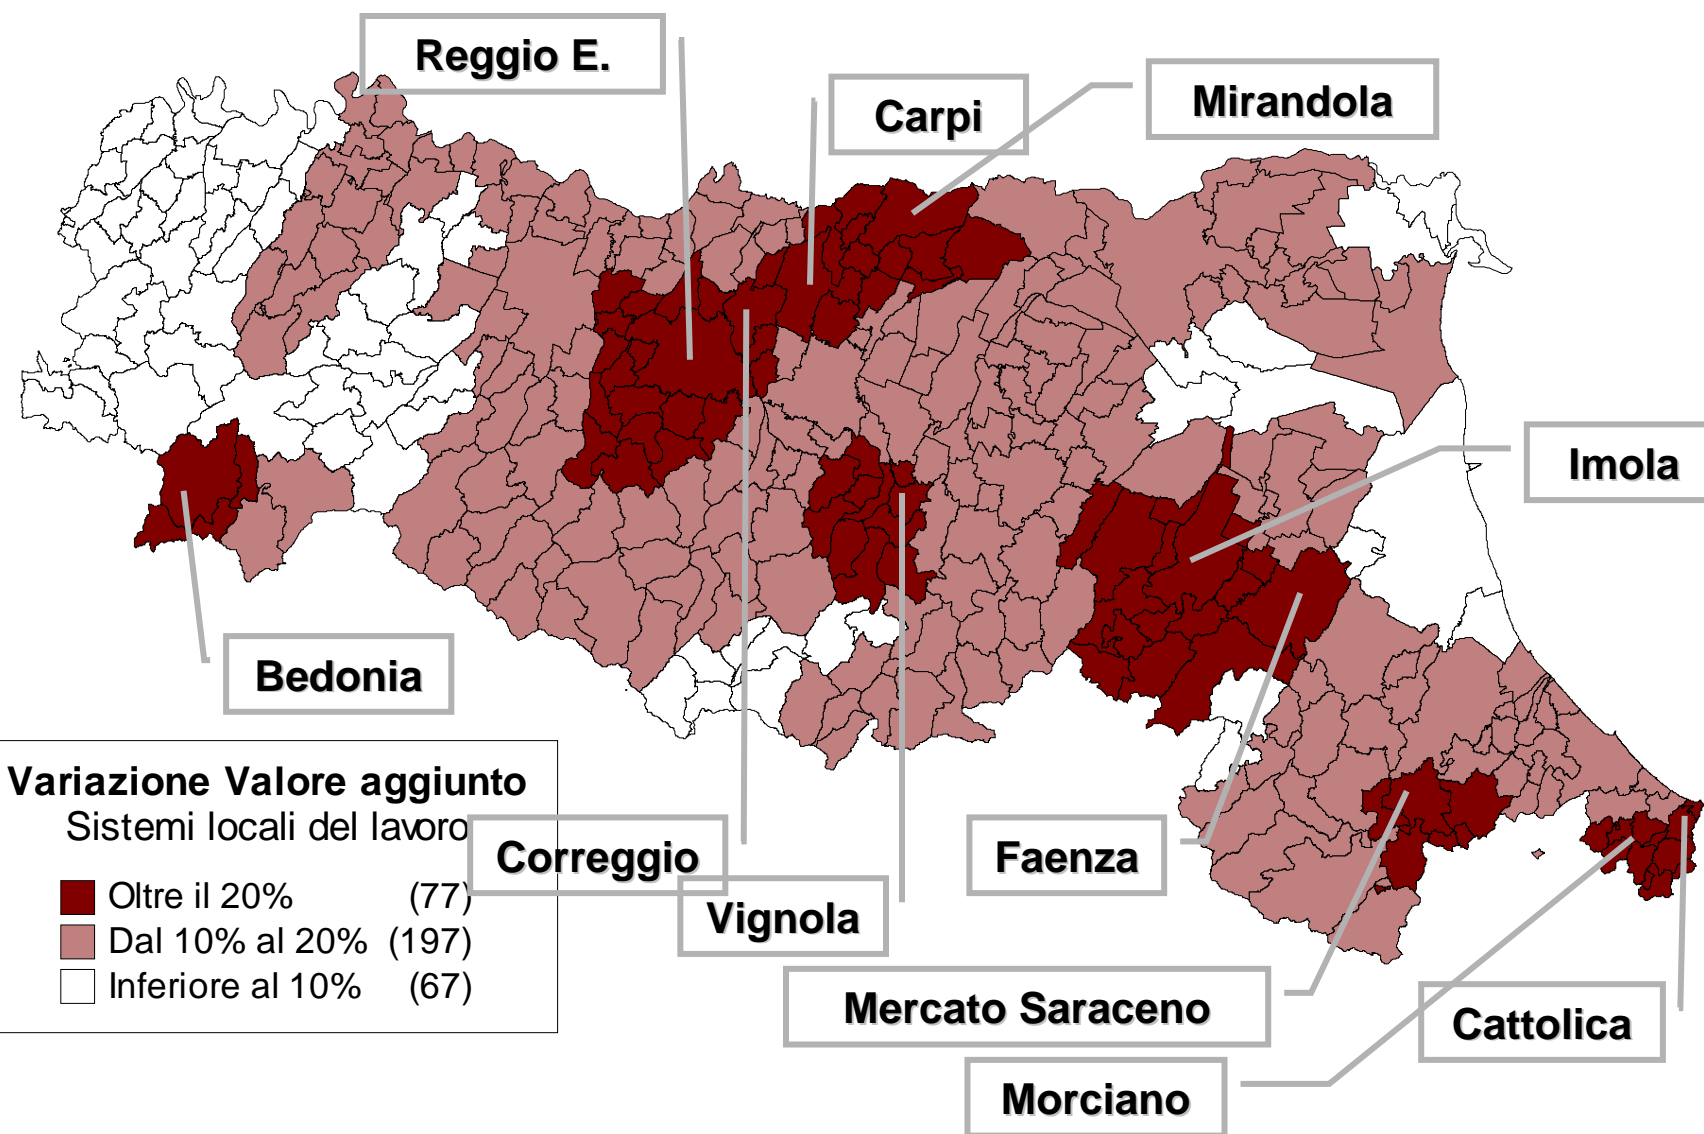 Reggio E.
Carpi
Mirandola
Imola
Bedonia
Variazione Valore aggiunto
Sistemi locali del lavoro
Oltre il 20% (77)
Dal 10% al 20% (197)
Inferiore al 10% (67)
Correggio
Vignola
Faenza
Mercato Saraceno
Cattolica
Morciano